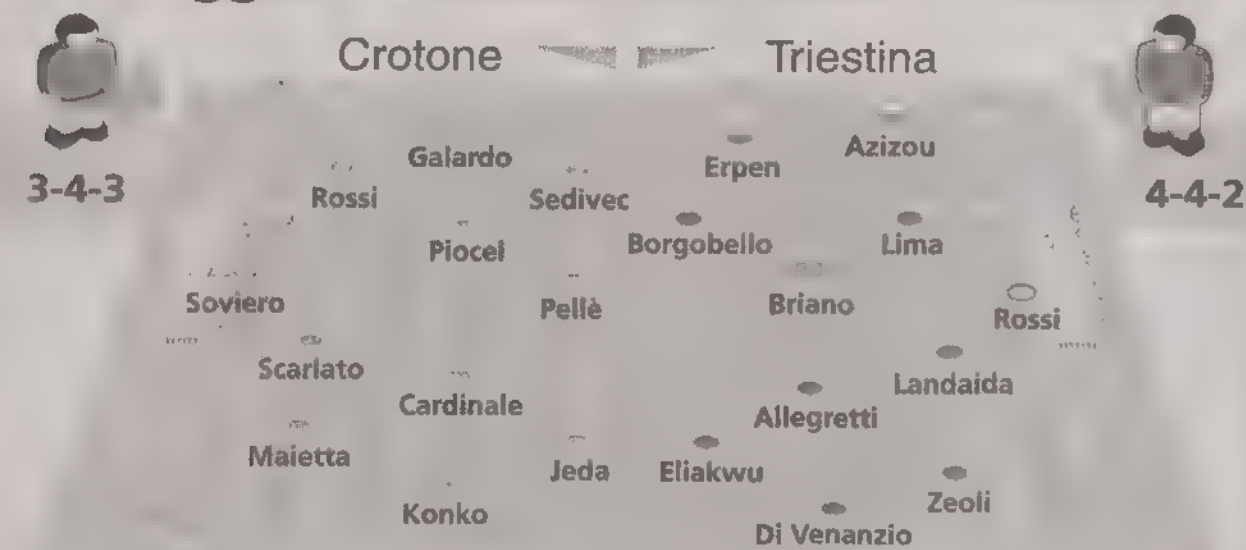 Crotone Triestina
3-4-3
4-4-2
Galardo
Rossi
Sedivec
Piocel
Soviero
Pellè
Scarlato
Cardinale
Maietta
Jeda
Konko
Azizou
Erpen
Borgobello
Lima
Briano
Rossi
Landaida
Allegretti
Eliakwu
Zeoli
Di Venanzio